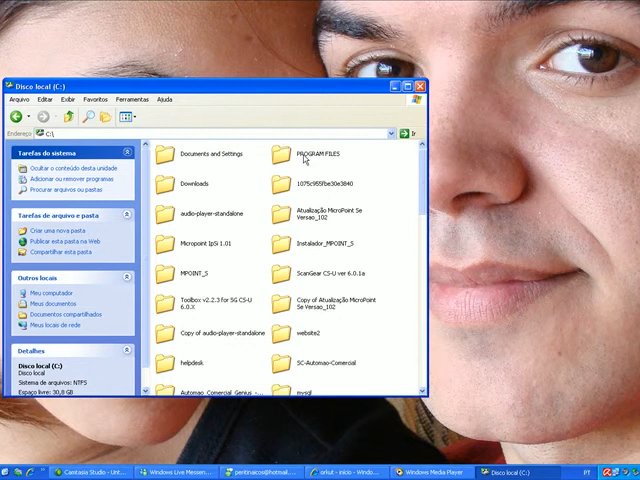 Disco local (C:)
Arquivo Editar Exibir Favoritos Ferramentas Ajuda
Endereço C:\ Ir
Tarefas do sistema
Ocultar o conteúdo desta unidade
Adicionar ou remover programas
Procurar arquivos ou pastas
Tarefas de arquivo e pasta
Criar uma nova pasta
Publicar esta pasta na Web
Compartilhar esta pasta
Outros locais
Meu computador
Meus documentos
Documentos compartilhados
Meus locais de rede
Detalhes
Disco local (C:)
Disco local
Sistema de arquivos: NTFS
Espaço livre: 30,8 GB
Documents and Settings
PROGRAM FILES
Downloads
1075c955fbe30e3840
audio-player-standalone
Atualização MicroPoint Se
Versao_102
Micropoint IpSi 1.01
Instalador_MPOINT_S
MPOINT_S
ScanGear CS-U ver 6.0.1a
Toolbox v2.2.3 for SG CS-U
6.0.X
Copy of Atualização MicroPoint
Se Versao_102
Copy of audio-player-standalone
website2
helpdesk
SC-Automao-Comercial
Automao_Comercial_Genius_-...
mysql
Camtasia Studio - Unt...
Windows Live Messen...
pentinacos@hotmail....
orkut - início - Windo...
Windows Media Player
Disco local (C:)
PT